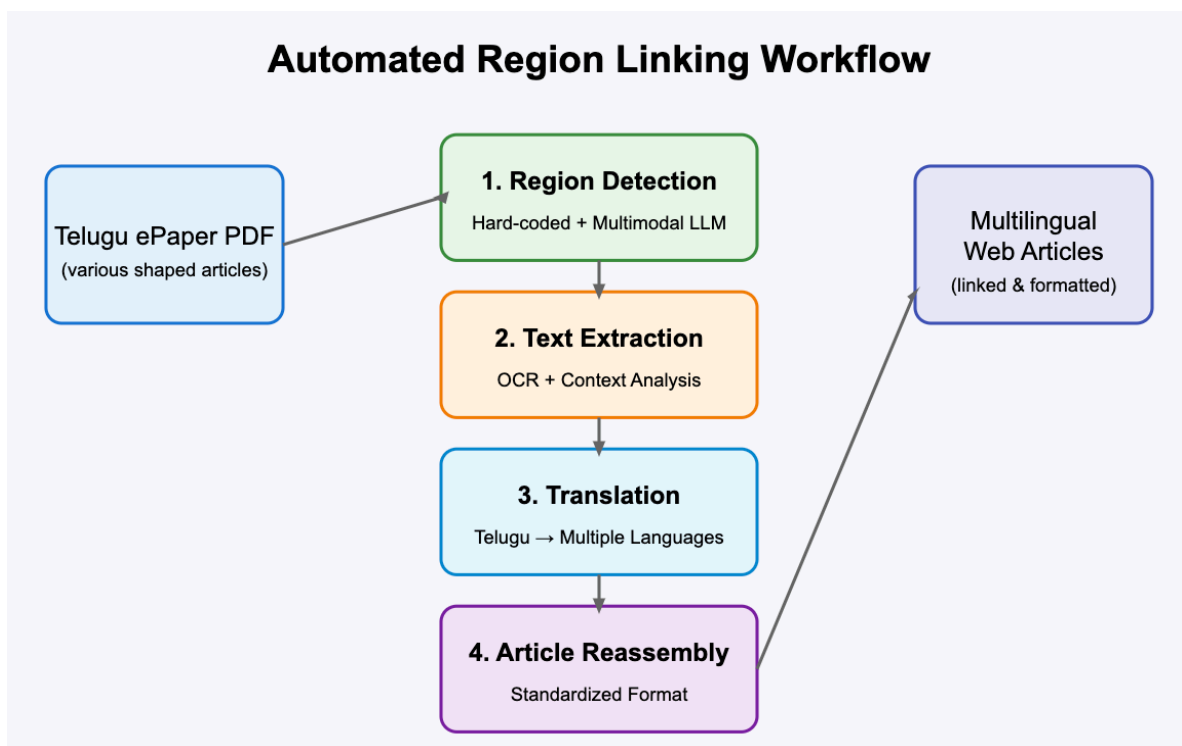 Automated Region Linking Workflow
Telugu ePaper PDF
(various shaped articles)
1. Region Detection
Hard-coded + Multimodal LLM
2. Text Extraction
OCR + Context Analysis
3. Translation
Telugu → Multiple Languages
4. Article Reassembly
Standardized Format
Multilingual
Web Articles
(linked & formatted)